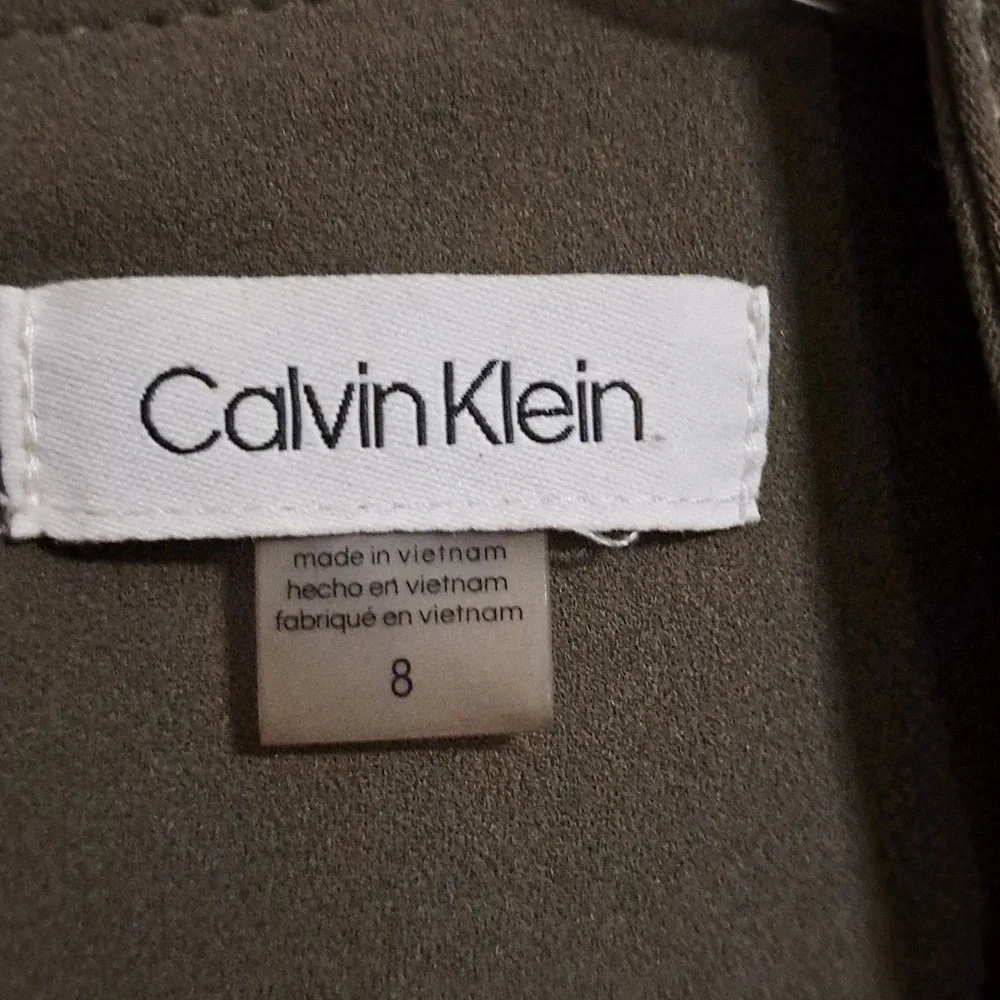 Calvin Klein
made in vietnam
hecho en vietnam
fabriqué en vietnam
8